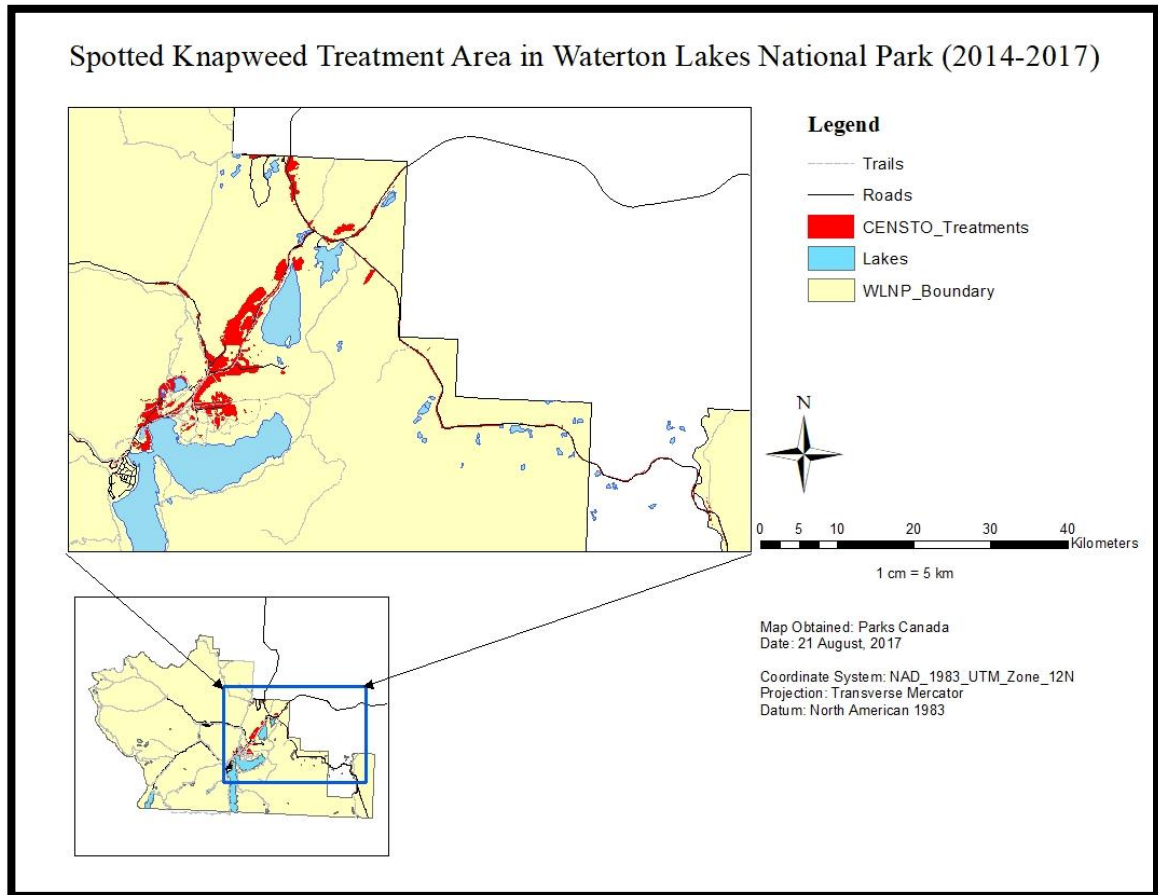 Spotted Knapweed Treatment Area in Waterton Lakes National Park (2014-2017)
Legend
Trails
Roads
CENSTO_Treatments
Lakes
WLNP_Boundary
N
0 5 10 20 30 40
Kilometers
1 cm = 5 km
Map Obtained: Parks Canada
Date: 21 August, 2017
Coordinate System: NAD_1983_UTM_Zone_12N
Projection: Transverse Mercator
Datum: North American 1983